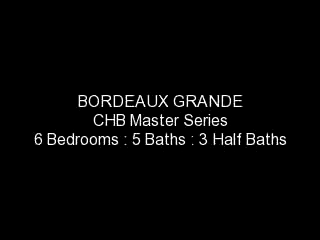 BORDEAUX GRANDE
CHB Master Series
6 Bedrooms : 5 Baths : 3 Half Baths